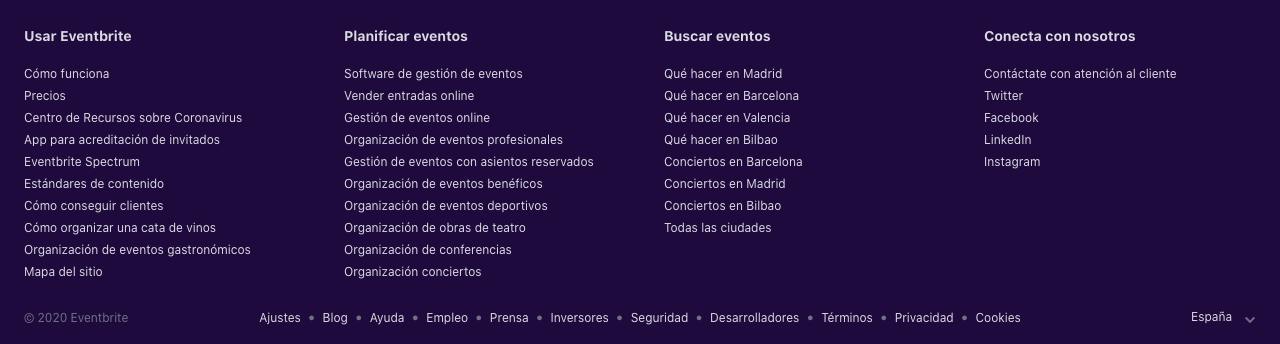 Usar Eventbrite
Cómo funciona
Precios
Centro de Recursos sobre Coronavirus
App para acreditación de invitados
Eventbrite Spectrum
Estándares de contenido
Cómo conseguir clientes
Cómo organizar una cata de vinos
Organización de eventos gastronómicos
Mapa del sitio
Planificar eventos
Software de gestión de eventos
Vender entradas online
Gestión de eventos online
Organización de eventos profesionales
Gestión de eventos con asientos reservados
Organización de eventos benéficos
Organización de eventos deportivos
Organización de obras de teatro
Organización de conferencias
Organización conciertos
Buscar eventos
Qué hacer en Madrid
Qué hacer en Barcelona
Qué hacer en Valencia
Qué hacer en Bilbao
Conciertos en Barcelona
Conciertos en Madrid
Conciertos en Bilbao
Todas las ciudades
Conecta con nosotros
Contáctate con atención al cliente
Twitter
Facebook
LinkedIn
Instagram
© 2020 Eventbrite
Ajustes • Blog • Ayuda • Empleo • Prensa • Inversores • Seguridad • Desarrolladores • Términos • Privacidad • Cookies
España